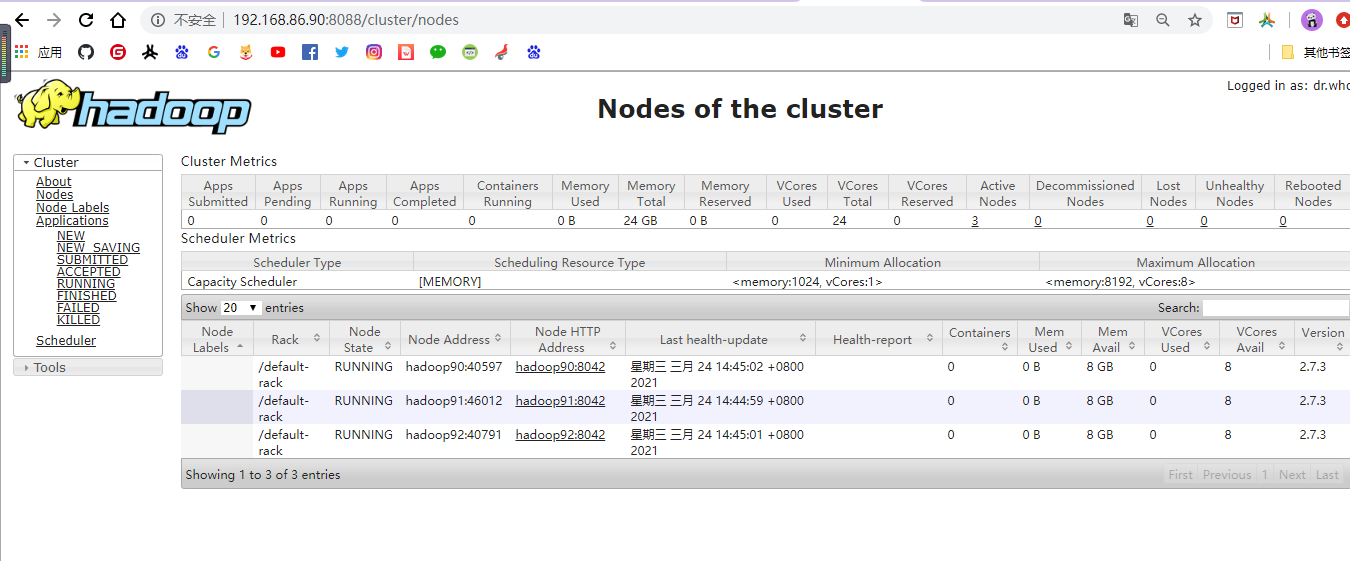 不安全 192.168.86.90:8088/cluster/nodes
应用 其他书签
hadoop
Nodes of the cluster
Logged in as: dr.who
Cluster
About
Nodes
Node Labels
Applications
NEW
NEW_SAVING
SUBMITTED
ACCEPTED
RUNNING
FINISHED
FAILED
KILLED
Scheduler
Tools
Cluster Metrics
Apps Submitted Apps Pending Apps Running Apps Completed Containers Running Memory Used Memory Total Memory Reserved VCores Used VCores Total VCores Reserved Active Nodes Decommissioned Nodes Lost Nodes Unhealthy Nodes Rebooted Nodes
0 0 0 0 0 0 B 24 GB 0 B 0 24 0 3 0 0 0 0
Scheduler Metrics
Scheduler Type Scheduling Resource Type Minimum Allocation Maximum Allocation
Capacity Scheduler [MEMORY] <memory:1024, vCores:1> <memory:8192, vCores:8>
Show 20 entries Search:
Node Labels Rack Node State Node Address Node HTTP Address Last health-update Health-report Containers Mem Used Mem Avail VCores Used VCores Avail Version
/default-rack RUNNING hadoop90:40597 hadoop90:8042 星期三 三月 24 14:45:02 +0800 2021 0 0 B 8 GB 0 8 2.7.3
/default-rack RUNNING hadoop91:46012 hadoop91:8042 星期三 三月 24 14:44:59 +0800 2021 0 0 B 8 GB 0 8 2.7.3
/default-rack RUNNING hadoop92:40791 hadoop92:8042 星期三 三月 24 14:45:01 +0800 2021 0 0 B 8 GB 0 8 2.7.3
Showing 1 to 3 of 3 entries First Previous 1 Next Last